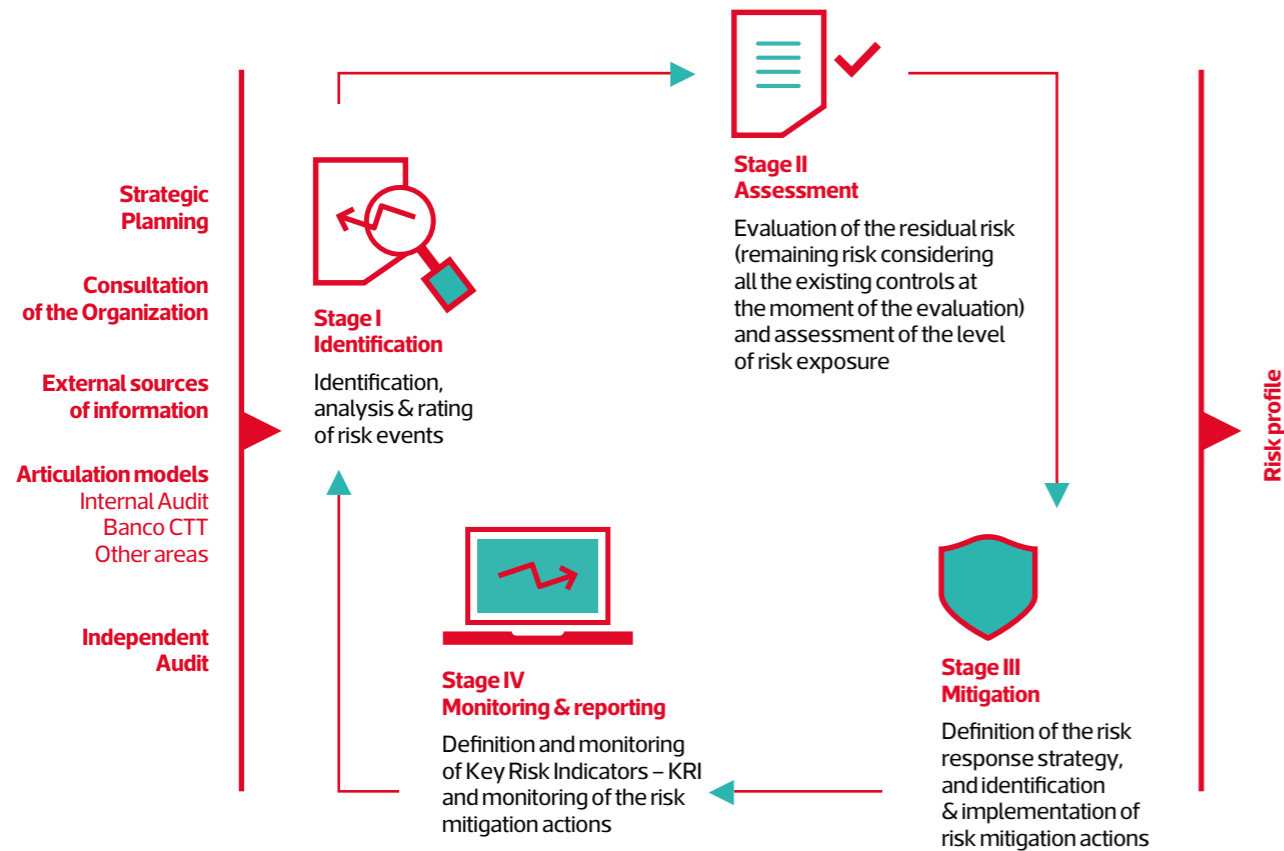 Strategic
Planning
Consultation
of the Organization
External sources
of information
Articulation models
Internal Audit
Banco CTT
Other areas
Independent
Audit
Stage I
Identification
Identification,
analysis & rating
of risk events
Stage II
Assessment
Evaluation of the residual risk
(remaining risk considering
all the existing controls at
the moment of the evaluation)
and assessment of the level
of risk exposure
Stage III
Mitigation
Definition of the risk
response strategy,
and identification
& implementation of
risk mitigation actions
Stage IV
Monitoring & reporting
Definition and monitoring
of Key Risk Indicators – KRI
and monitoring of the risk
mitigation actions
Risk profile